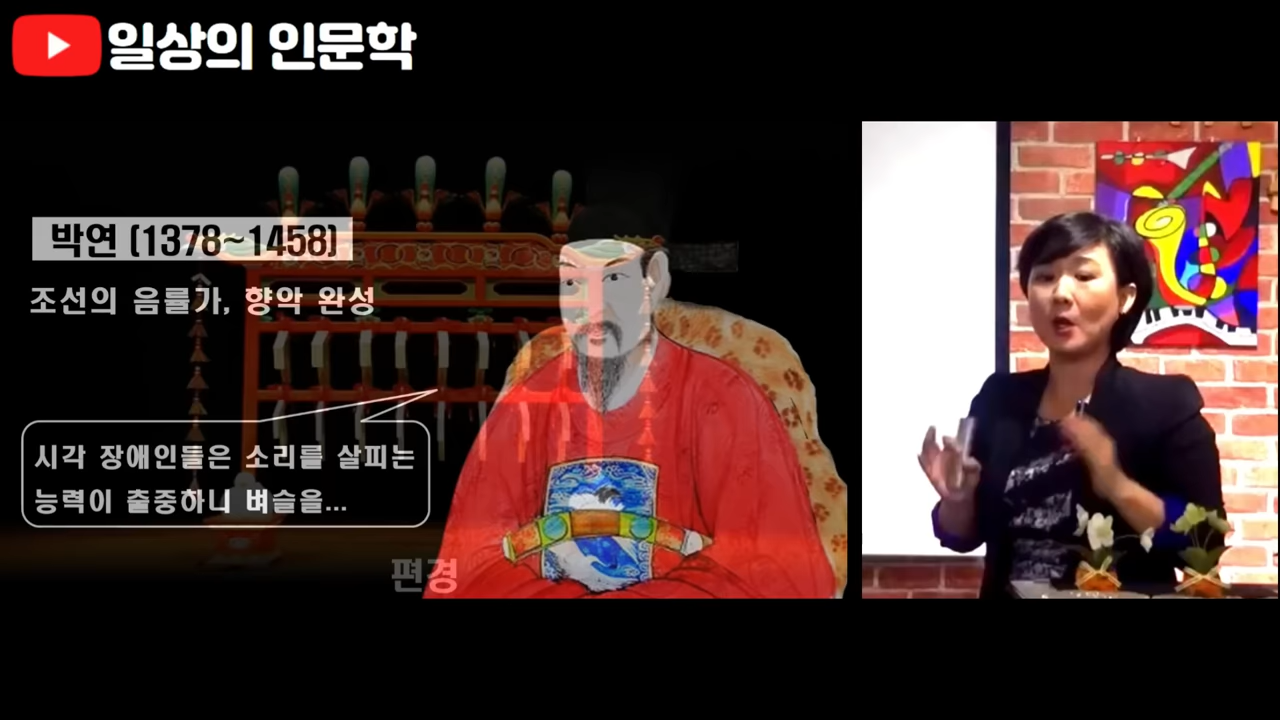 일상의 인문학
박연 (1378~1458)
조선의 음률가, 향악 완성
시각 장애인들은 소리를 살피는
능력이 출중하니 벼슬을...
편경